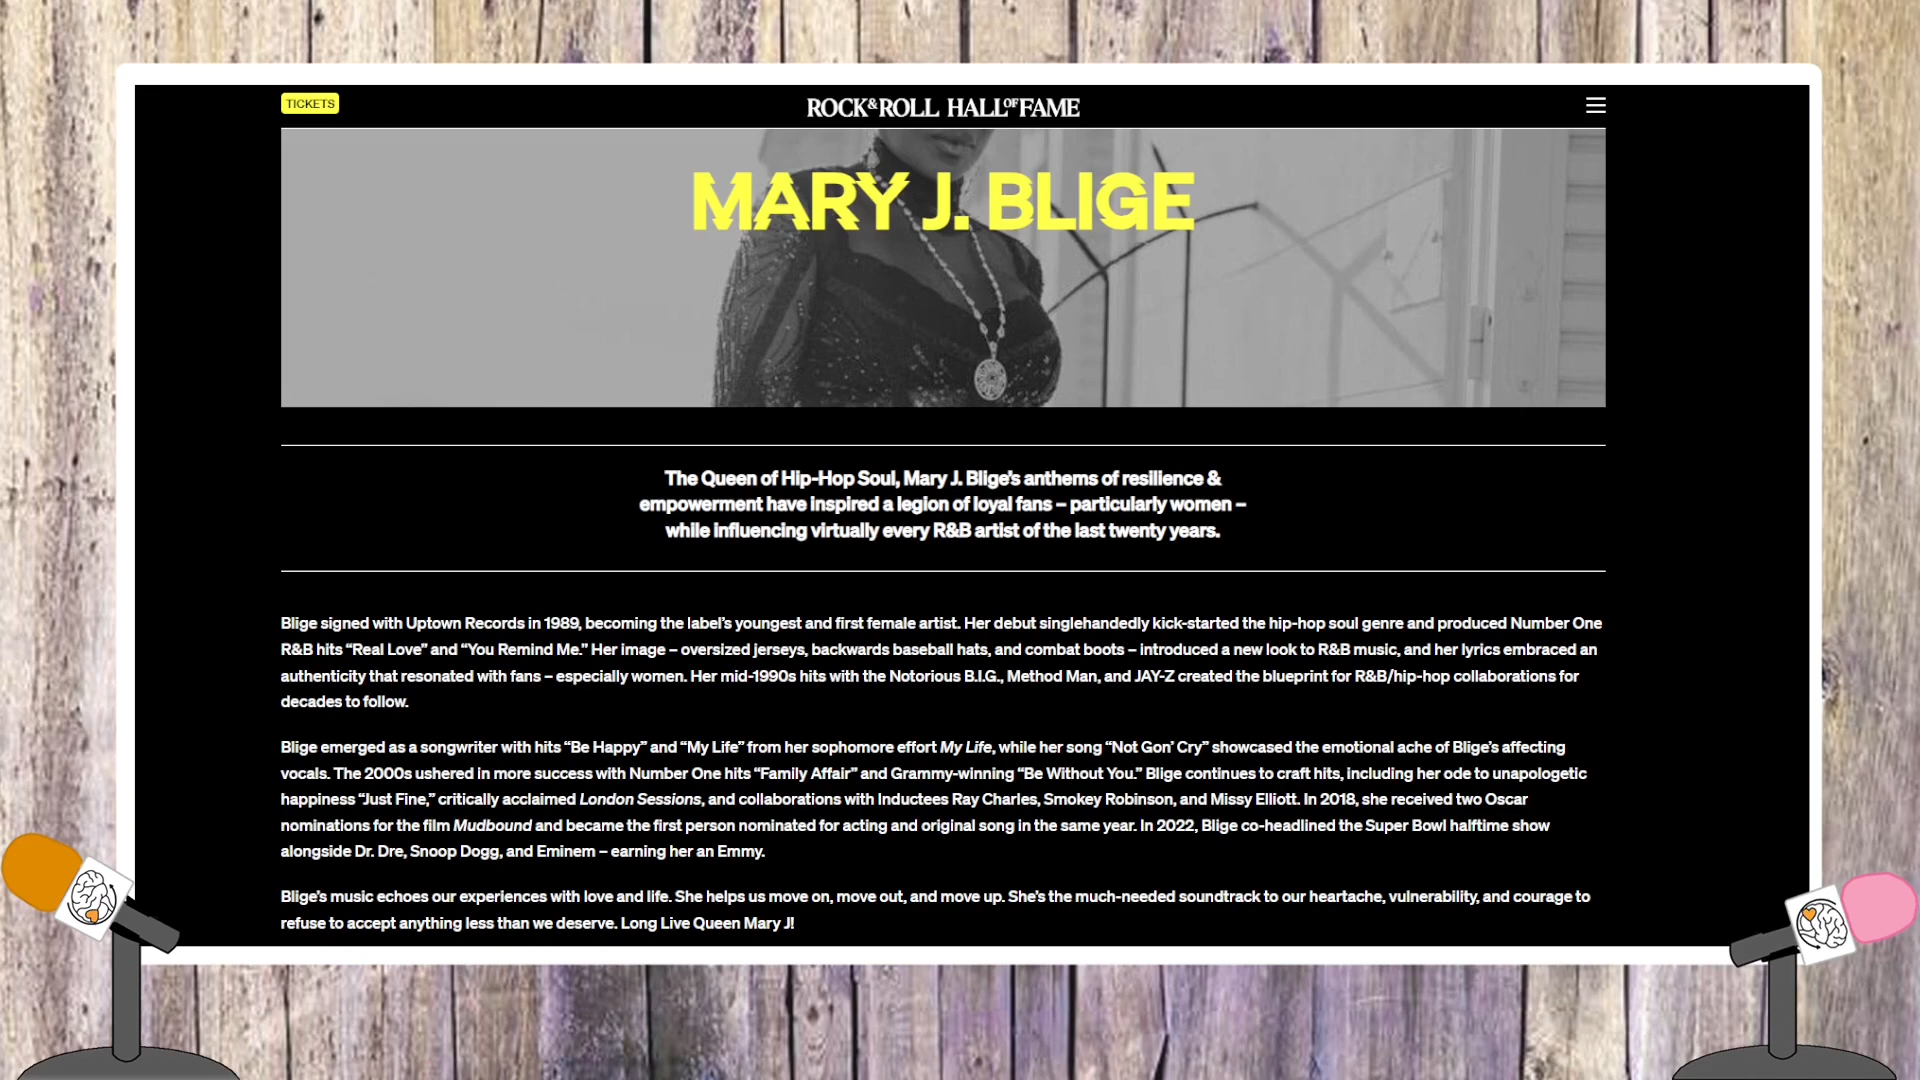 TICKETS
ROCK & ROLL HALL OF FAME
MARY J. BLIGE
The Queen of Hip-Hop Soul, Mary J. Blige’s anthems of resilience &
empowerment have inspired a legion of loyal fans – particularly women –
while influencing virtually every R&B artist of the last twenty years.
Blige signed with Uptown Records in 1989, becoming the label’s youngest and first female artist. Her debut singlehandedly kick-started the hip-hop soul genre and produced Number One
R&B hits “Real Love” and “You Remind Me.” Her image – oversized jerseys, backwards baseball hats, and combat boots – introduced a new look to R&B music, and her lyrics embraced an
authenticity that resonated with fans – especially women. Her mid-1990s hits with the Notorious B.I.G., Method Man, and JAY-Z created the blueprint for R&B/hip-hop collaborations for
decades to follow.
Blige emerged as a songwriter with hits “Be Happy” and “My Life” from her sophomore effort My Life, while her song “Not Gon’ Cry” showcased the emotional ache of Blige’s affecting
vocals. The 2000s ushered in more success with Number One hits “Family Affair” and Grammy-winning “Be Without You.” Blige continues to craft hits, including her ode to unapologetic
happiness “Just Fine,” critically acclaimed London Sessions, and collaborations with Inductees Ray Charles, Smokey Robinson, and Missy Elliott. In 2018, she received two Oscar
nominations for the film Mudbound and became the first person nominated for acting and original song in the same year. In 2022, Blige co-headlined the Super Bowl halftime show
alongside Dr. Dre, Snoop Dogg, and Eminem – earning her an Emmy.
Blige’s music echoes our experiences with love and life. She helps us move on, move out, and move up. She’s the much-needed soundtrack to our heartache, vulnerability, and courage to
refuse to accept anything less than we deserve. Long Live Queen Mary J!